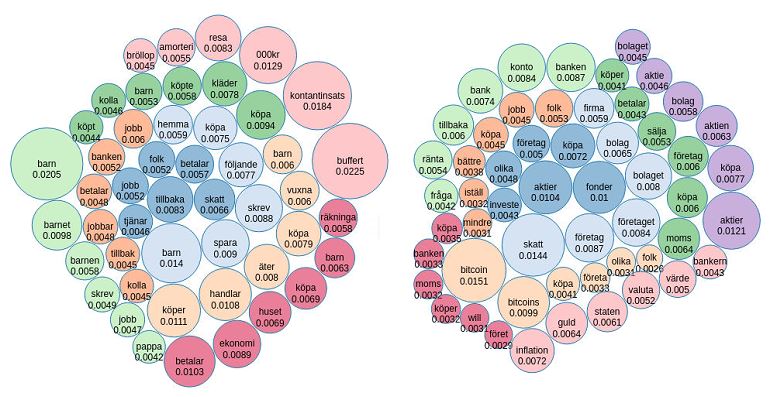 resa
0.0083
amorteri
0.0055
bröllop
0.0045
000kr
0.0129
kontantinsats
0.0184
kläder
0.0078
köpte
0.0058
barn
0.0053
kolla
0.0046
köpt
0.0044
köpa
0.0094
jobb
0.006
hemma
0.0059
köpa
0.0075
barn
0.0205
banken
0.0052
folk
0.0052
betalar
0.0057
följande
0.0077
barn
0.006
buffert
0.0225
betalar
0.0048
jobb
0.0052
tillbaka
0.0083
skatt
0.0066
skrev
0.0088
vuxna
0.006
räkninga
0.0058
barnet
0.0098
jobbar
0.0048
tjänar
0.0046
köpa
0.0079
barnen
0.0058
tillbak
0.0045
barn
0.014
spara
0.009
äter
0.008
barn
0.0063
skrev
0.0049
kolla
0.0045
köper
0.0111
handlar
0.0108
huset
0.0069
köpa
0.0069
jobb
0.0047
pappa
0.0042
betalar
0.0103
ekonomi
0.0089
bolaget
0.0045
konto
0.0084
banken
0.0087
köper
0.0041
aktie
0.0046
bank
0.0074
jobb
0.0045
folk
0.0053
firma
0.0059
betalar
0.0043
bolag
0.0058
tillbaka
0.006
köpa
0.0045
företag
0.005
köpa
0.0072
bolag
0.0065
sälja
0.0053
aktien
0.0063
ränta
0.0054
bättre
0.0038
olika
0.0048
aktier
0.0104
fonder
0.01
bolaget
0.008
företag
0.006
köpa
0.0077
fråga
0.0042
iställ
0.0032
investe
0.0043
köpa
0.006
köpa
0.0035
mindre
0.0031
skatt
0.0144
företag
0.0087
företaget
0.0084
moms
0.0064
aktier
0.0121
banken
0.0033
bitcoin
0.0151
olika
0.0031
folk
0.0026
bankern
0.0043
moms
0.0032
bitcoins
0.0099
köpa
0.0041
företa
0.0033
valuta
0.0052
värde
0.005
köper
0.0032
will
0.0031
föret
0.0029
guld
0.0064
staten
0.0061
inflation
0.0072